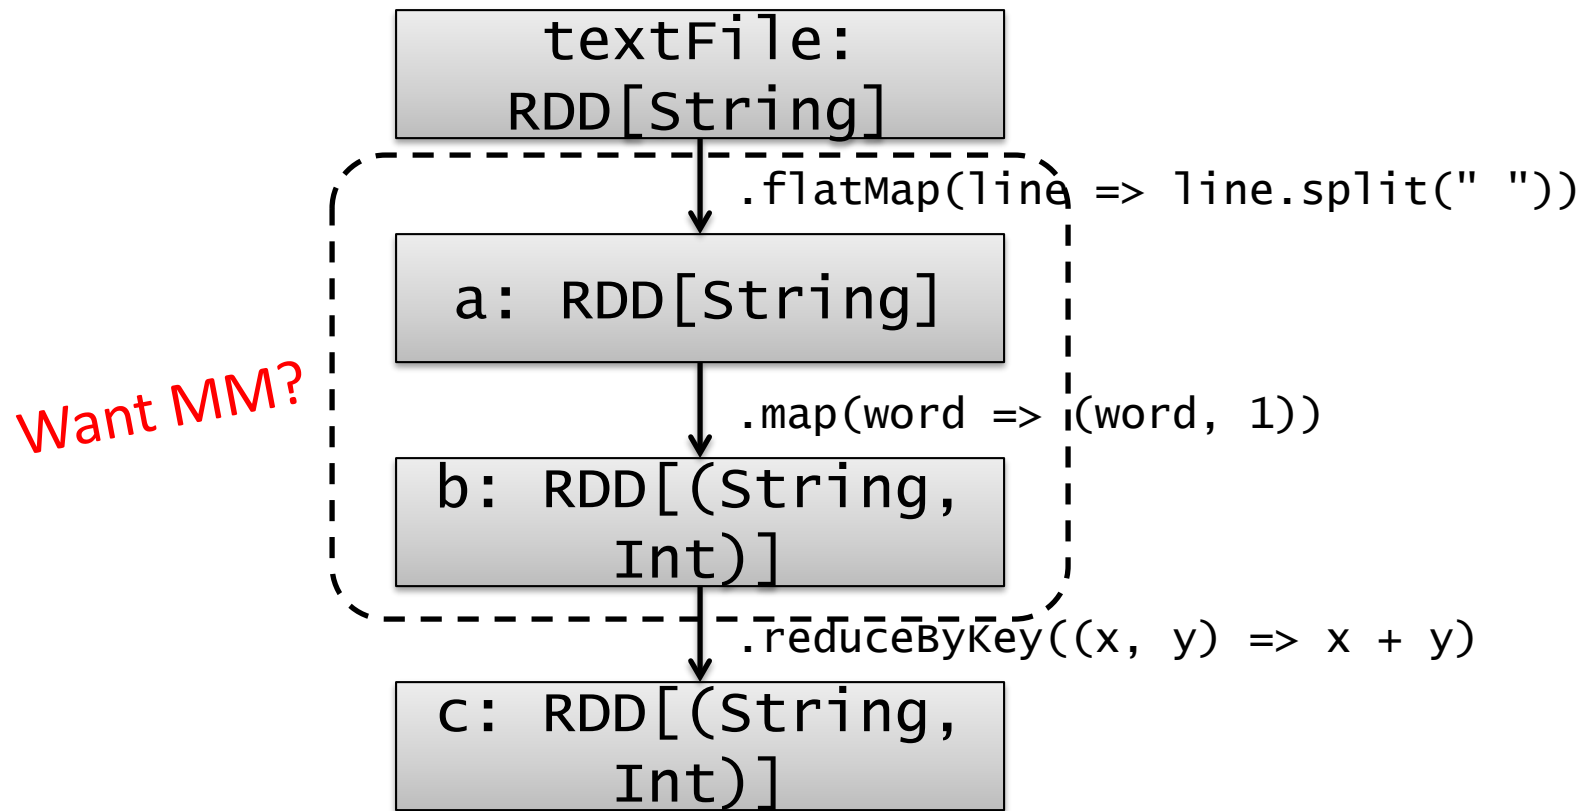 textFile:
RDD[String]
.flatMap(line => line.split(" "))
a: RDD[String]
Want MM?
.map(word => (word, 1))
b: RDD[(String,
Int)]
.reduceByKey((x, y) => x + y)
c: RDD[(String,
Int)]